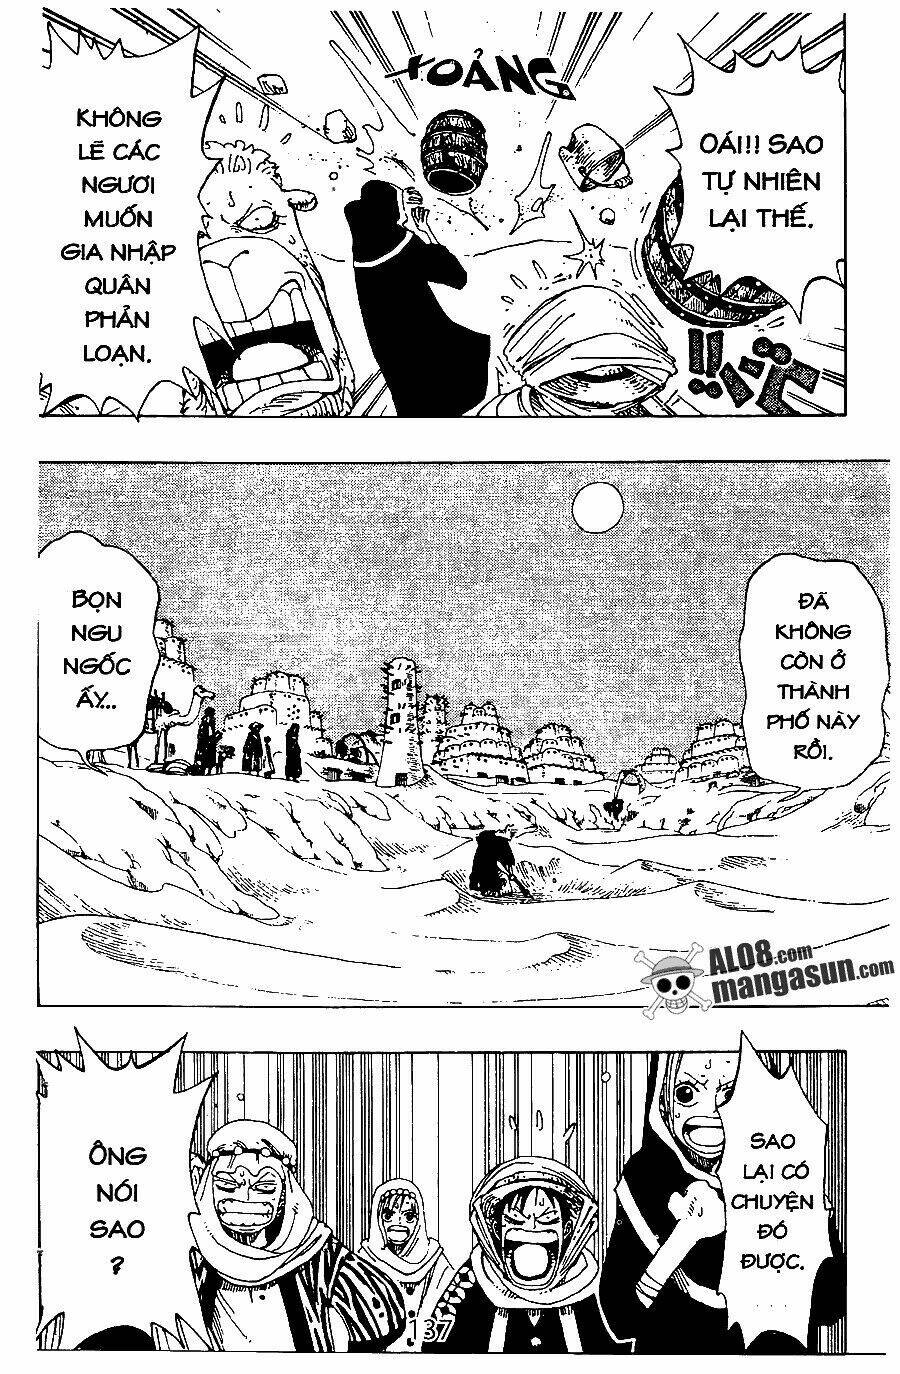 XOẢNG
OÁI!!! SAO
TỰ NHIÊN
LẠI THẾ.
KHÔNG
LẼ CÁC
NGƯƠI
MUỐN
GIA NHẬP
QUÂN
PHẢN
LOẠN.
ĐÃ
KHÔNG
CÒN Ở
THÀNH
PHỐ NÀY
RỒI.
BỌN
NGU
NGỐC
ẤY...
AL08.com
mangasun.com
SAO
LẠI CÓ
CHUYỆN
ĐÓ
ĐƯỢC.
ÔNG
NÓI
SAO
?
137